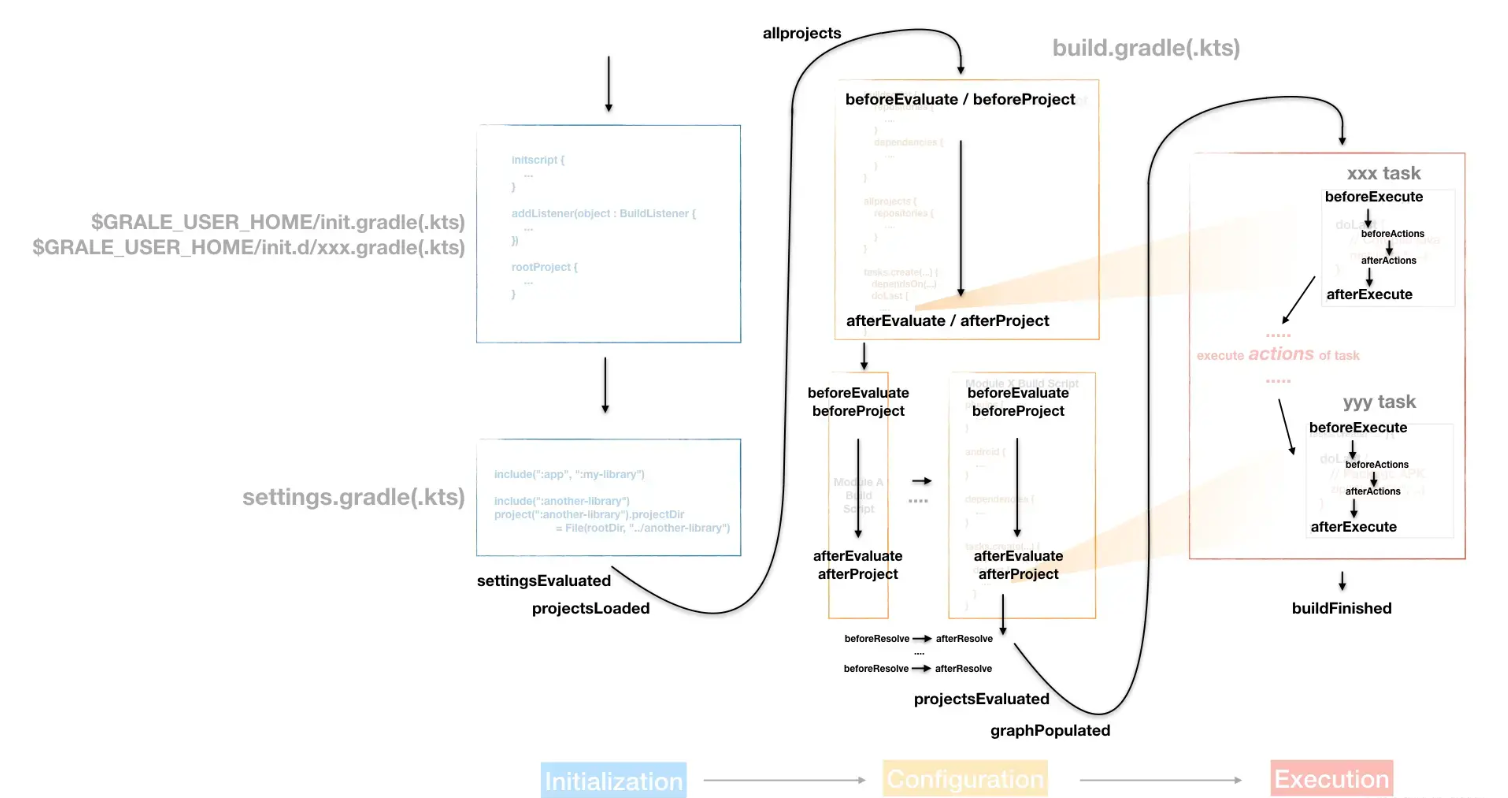 allprojects
build.gradle(.kts)
$GRALE_USER_HOME/init.gradle(.kts)
$GRALE_USER_HOME/init.d/xxx.gradle(.kts)
initscript {
...
}
addListener(object : BuildListener {
...
})
rootProject {
...
}
settings.gradle(.kts)
include(":app", ":my-library")
include(":another-library")
project(":another-library").projectDir
= File(rootDir, "../another-library")
settingsEvaluated
projectsLoaded
beforeEvaluate / beforeProject
repositories {
...
}
dependencies {
...
}
}
allprojects {
repositories {
...
}
}
tasks.create(...) {
dependsOn(...)
doLast {
afterEvaluate / afterProject
}
beforeEvaluate
beforeProject
Module A
Build
Script
afterEvaluate
afterProject
....
Module X Build Script
beforeEvaluate
beforeProject
}
android {
...
}
dependencies {
...
}
afterEvaluate
afterProject
}
}
beforeResolve
afterResolve
....
beforeResolve
afterResolve
projectsEvaluated
graphPopulated
xxx task
beforeExecute
beforeActions
afterActions
}
afterExecute
.....
execute actions of task
.....
yyy task
beforeExecute
beforeActions
afterActions
}
afterExecute
buildFinished
Initialization
Configuration
Execution